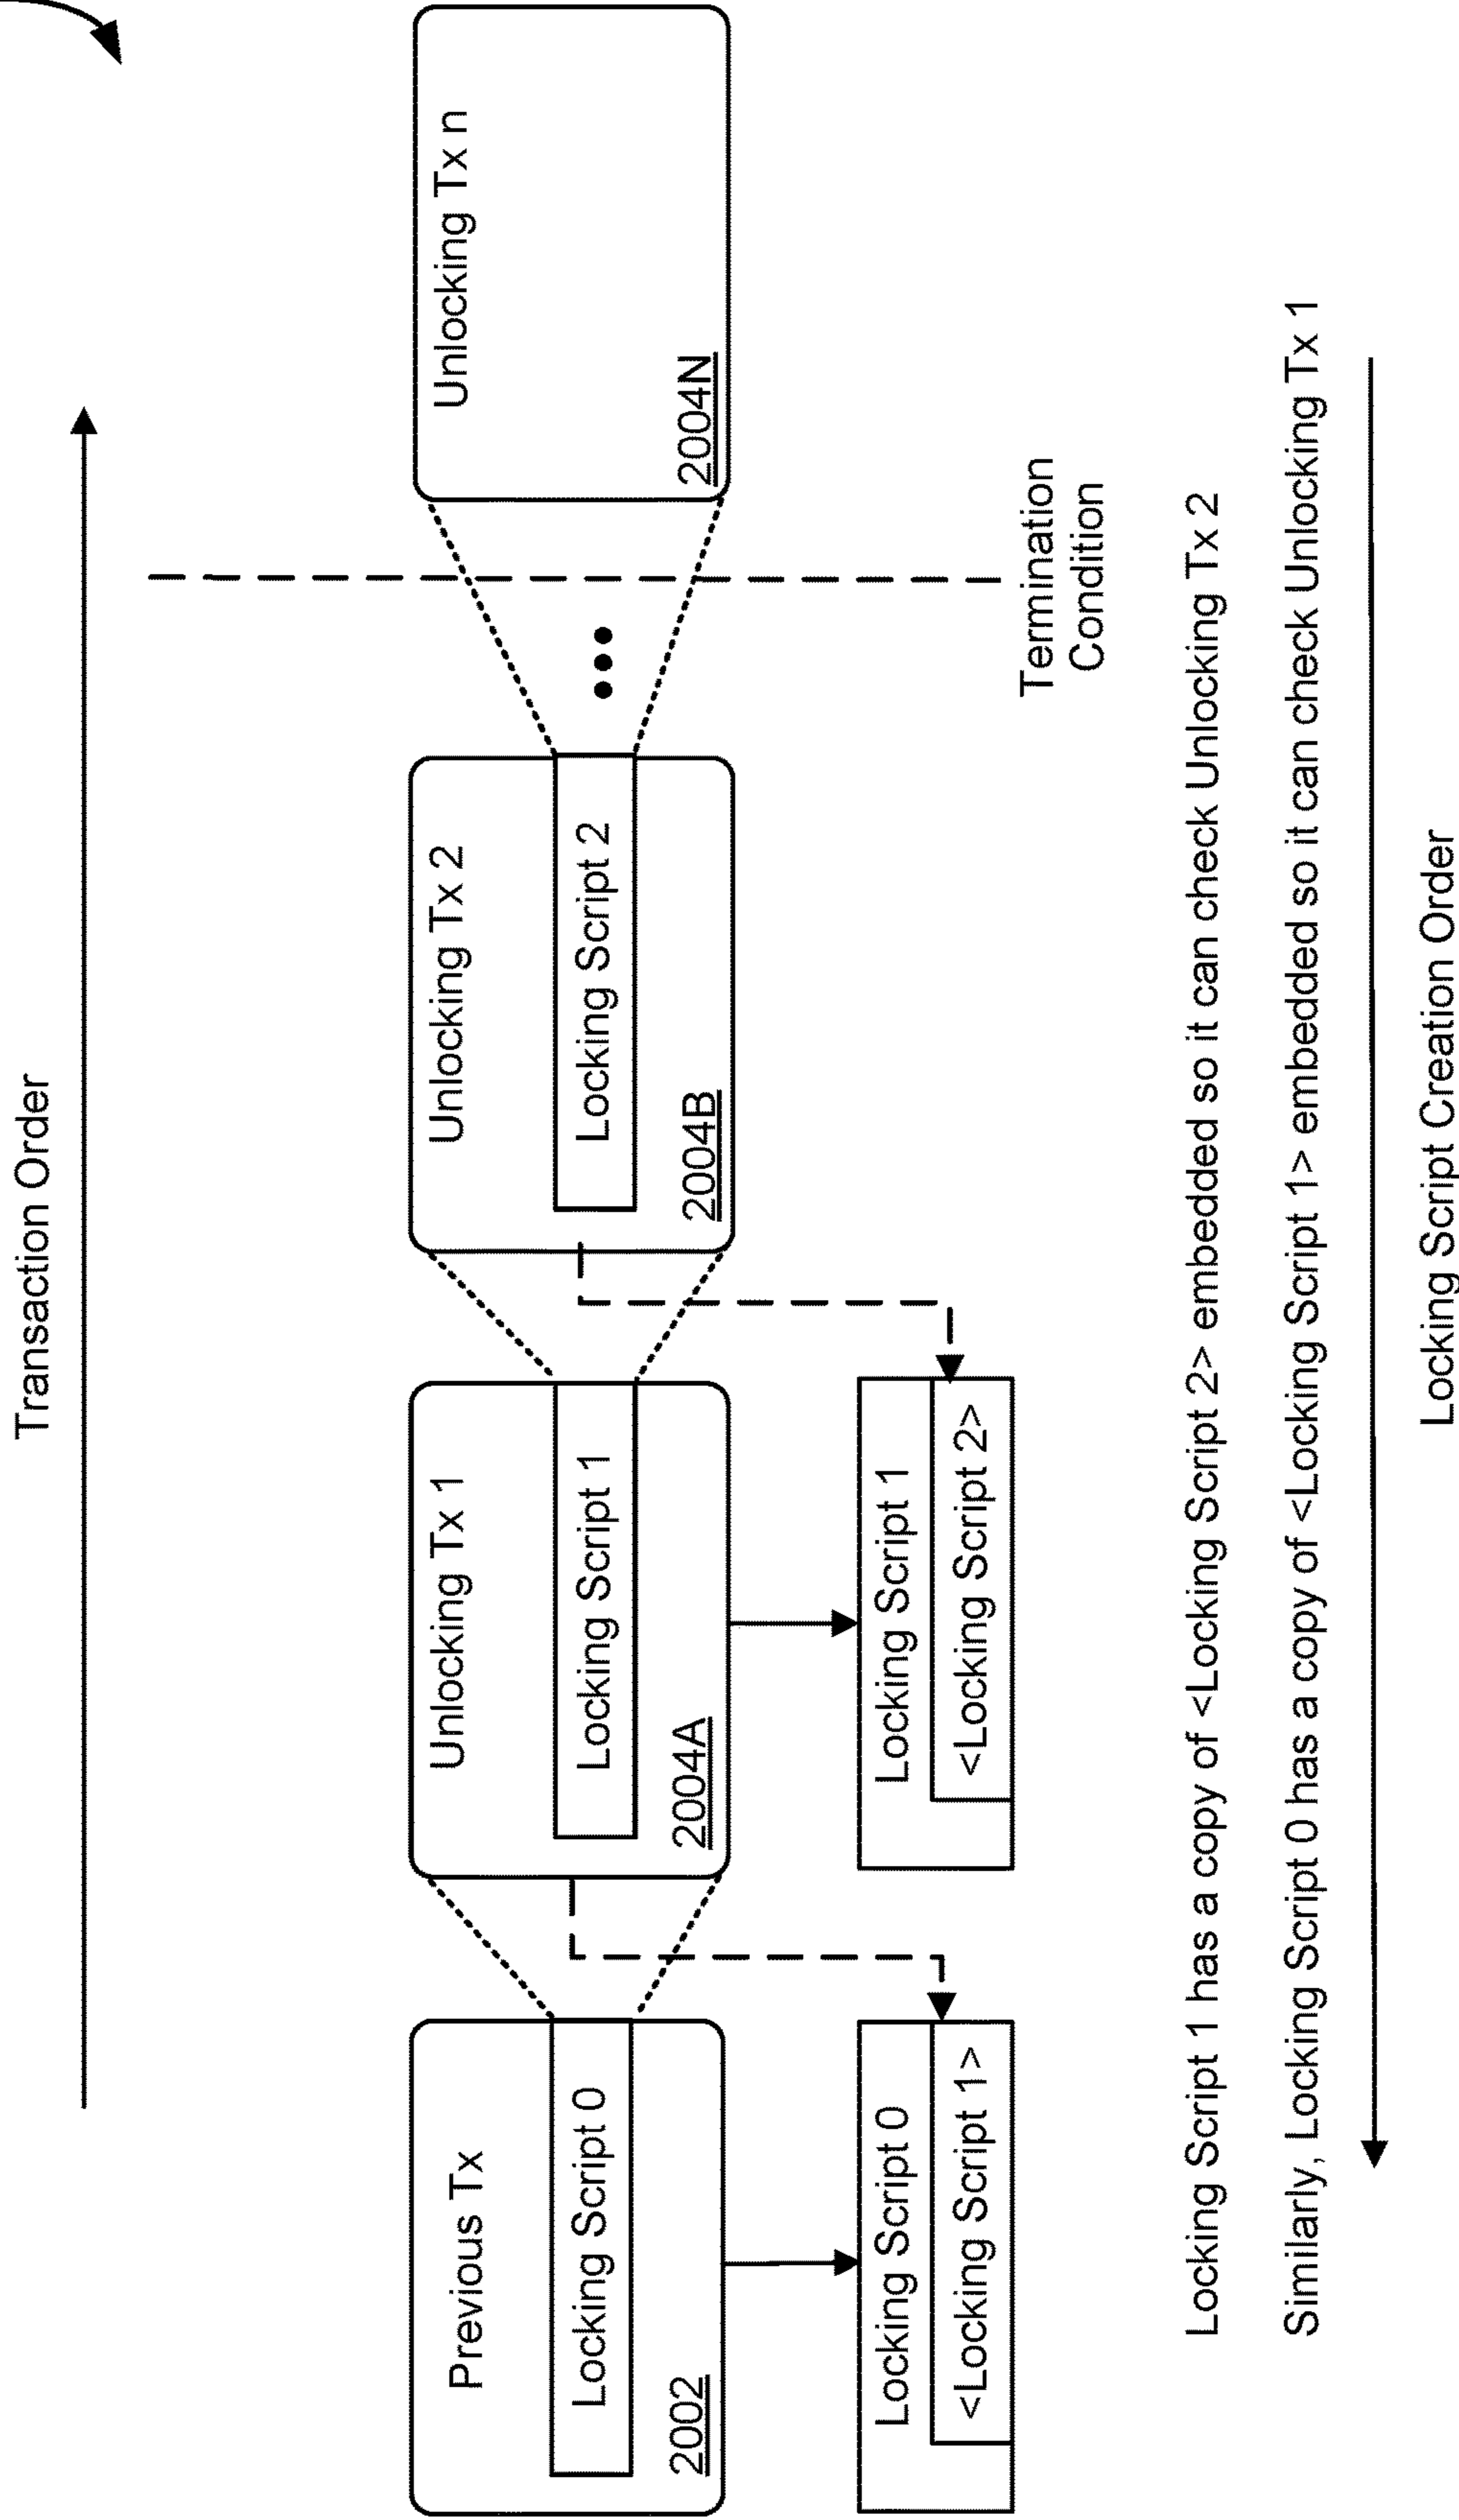 Transaction Order
Previous Tx
Locking Script 0
2002
Unlocking Tx 1
Locking Script 1
2004A
Unlocking Tx 2
Locking Script 2
2004B
Unlocking Tx n
2004N
Locking Script 0
<Locking Script 1>
Locking Script 1
<Locking Script 2>
Termination
Condition
Locking Script 1 has a copy of <Locking Script 2> embedded so it can check Unlocking Tx 2
Similarly, Locking Script 0 has a copy of <Locking Script 1> embedded so it can check Unlocking Tx 1
Locking Script Creation Order